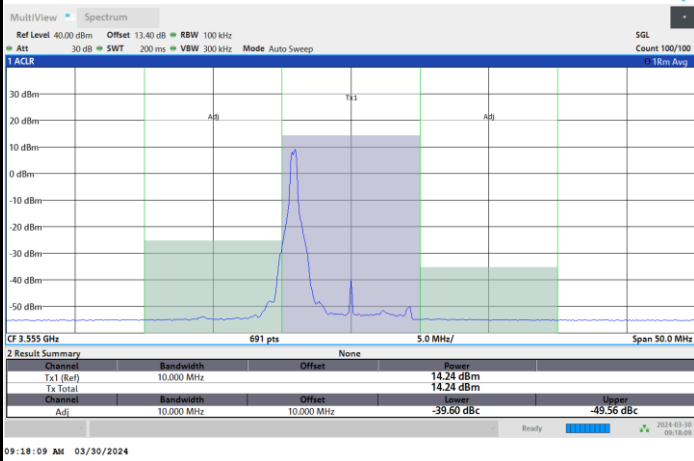 MultiView Spectrum
Ref Level 40.00 dBm Offset 13.40 dB RBW 100 kHz SGL
Att 30 dB SWT 200 ms VBW 300 kHz Mode Auto Sweep Count 100/100
1 ACLR 1Rm Avg
30 dBm
Tx1
20 dBm Adj Adj
10 dBm
0 dBm
-10 dBm
-20 dBm
-30 dBm
-40 dBm
-50 dBm
CF 3.555 GHz 691 pts 5.0 MHz/ Span 50.0 MHz
2 Result Summary None
Channel Bandwidth Offset Power
Tx1 (Ref) 10.000 MHz 14.24 dBm
Tx Total 14.24 dBm
Channel Bandwidth Offset Lower Upper
Adj 10.000 MHz 10.000 MHz -39.60 dBc -49.56 dBc
Ready 2024-03-30
09:18:09
09:18:09 AM 03/30/2024